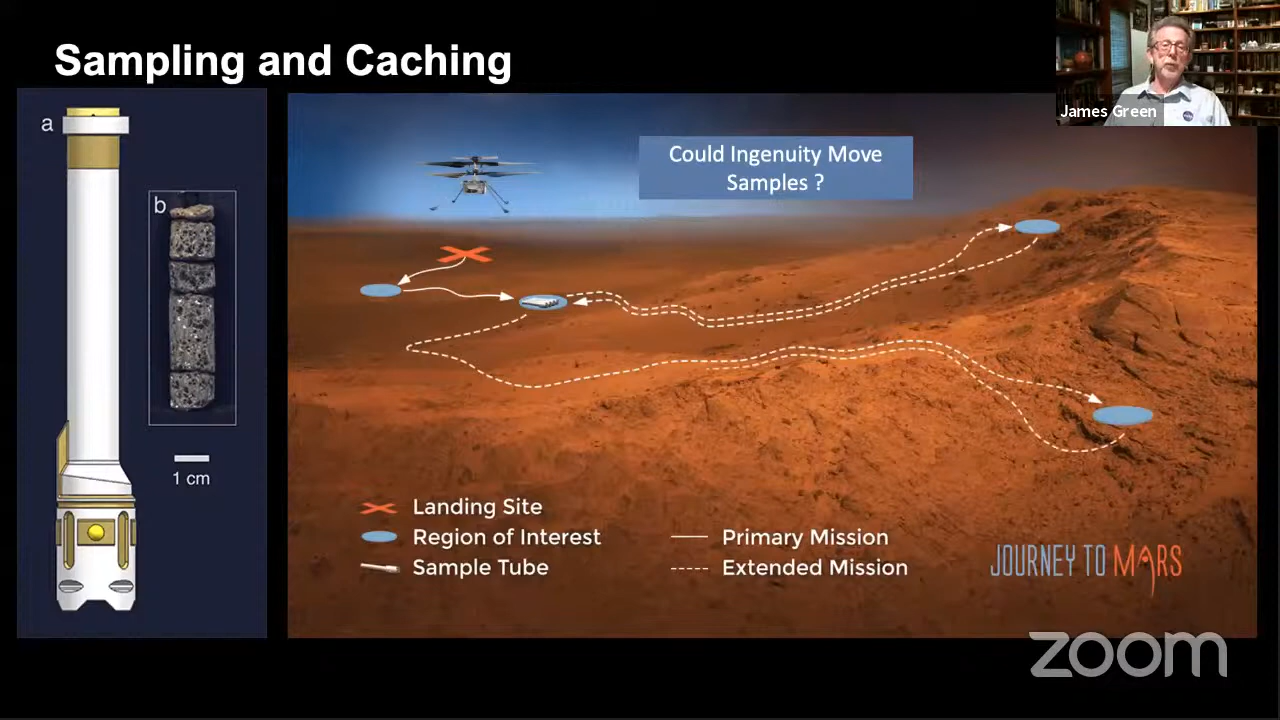 Sampling and Caching
James Green
a
b
1 cm
Could Ingenuity Move
Samples ?
Landing Site
Region of Interest
Sample Tube
Primary Mission
Extended Mission
JOURNEY TO MARS
zoom